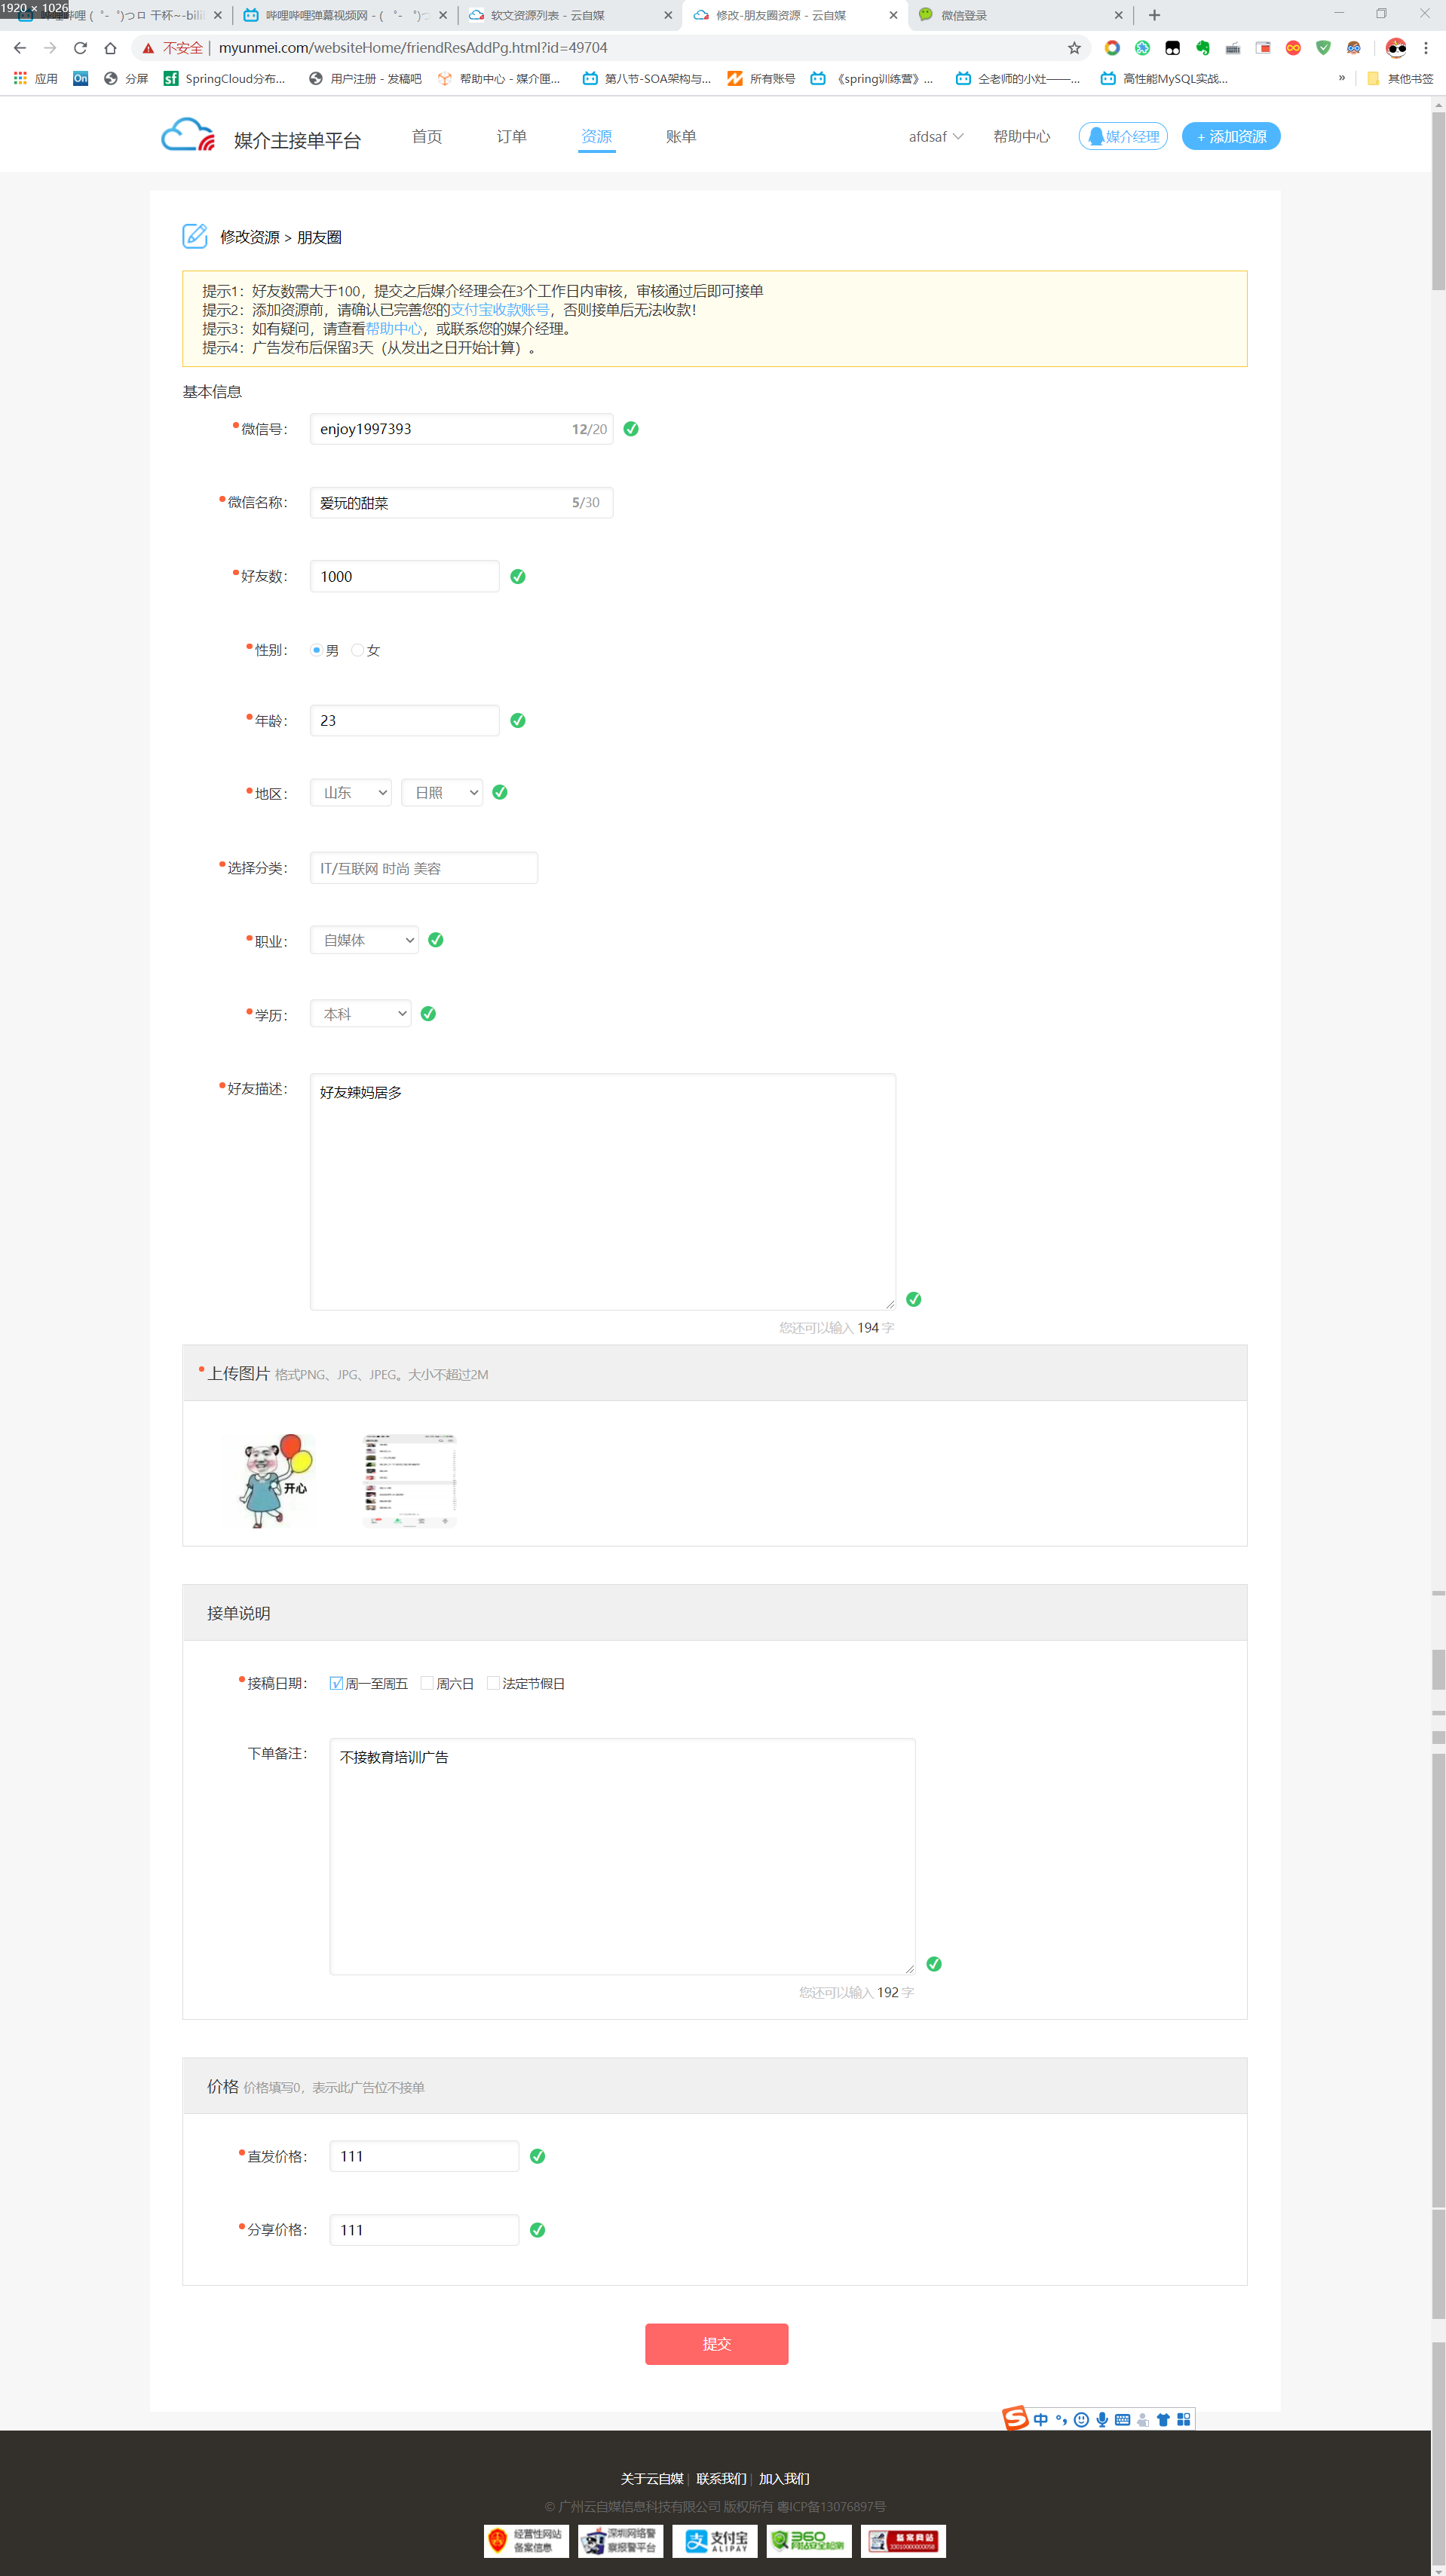 1920 × 1026
哔哩哔哩 (゜-゜)つロ 干杯~-bili
哔哩哔哩弹幕视频网 - ( ゜- ゜)つ
软文资源列表 - 云自媒
修改-朋友圈资源 - 云自媒
微信登录
不安全 | myunmei.com/websiteHome/friendResAddPg.html?id=49704
应用
On
分屏
SpringCloud分布...
用户注册 - 发稿吧
帮助中心 - 媒介匣...
第八节-SOA架构与...
所有账号
《spring训练营》...
仝老师的小灶——...
高性能MySQL实战...
»
其他书签
媒介主接单平台
首页
订单
资源
账单
afdsaf
帮助中心
媒介经理
+ 添加资源
修改资源 > 朋友圈
提示1：好友数需大于100，提交之后媒介经理会在3个工作日内审核，审核通过后即可接单
提示2：添加资源前，请确认已完善您的支付宝收款账号，否则接单后无法收款！
提示3：如有疑问，请查看帮助中心，或联系您的媒介经理。
提示4：广告发布后保留3天（从发出之日开始计算）。
基本信息
微信号： enjoy1997393 12/20
微信名称： 爱玩的甜菜 5/30
好友数： 1000
性别： 男 女
年龄： 23
地区： 山东 日照
选择分类： IT/互联网 时尚 美容
职业： 自媒体
学历： 本科
好友描述： 好友辣妈居多
您还可以输入 194 字
上传图片 格式PNG、JPG、JPEG。大小不超过2M
开心
接单说明
接稿日期： 周一至周五 周六日 法定节假日
下单备注： 不接教育培训广告
您还可以输入 192 字
价格 价格填写0，表示此广告位不接单
直发价格： 111
分享价格： 111
提交
中
关于云自媒 | 联系我们 | 加入我们
© 广州云自媒信息科技有限公司 版权所有 粤ICP备13076897号
经营性网站
备案信息
深圳网络警
察报警平台
支付宝
ALIPAY
360
网站安全检测
备案网站